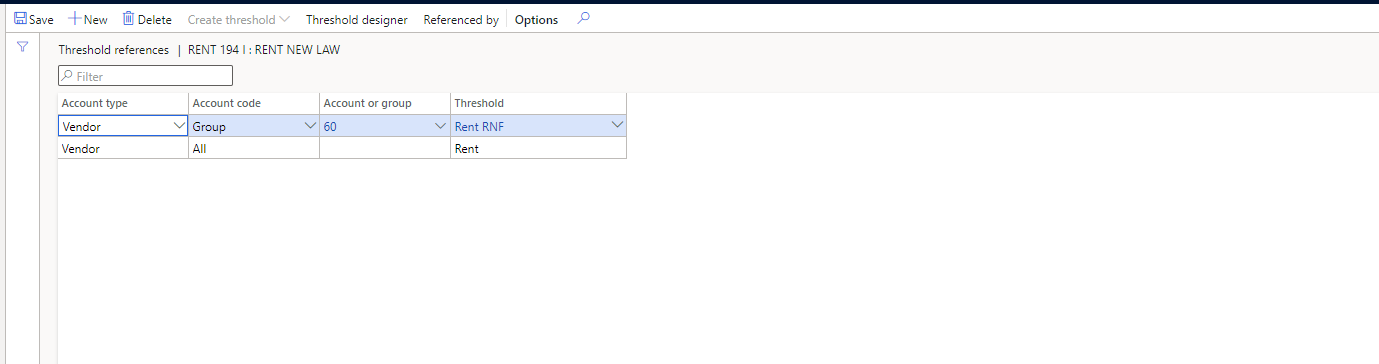 Save New Delete Create threshold Threshold designer Referenced by Options
Threshold references | RENT 194 I : RENT NEW LAW
Filter
Account type Account code Account or group Threshold
Vendor Group 60 Rent RNF
Vendor All Rent